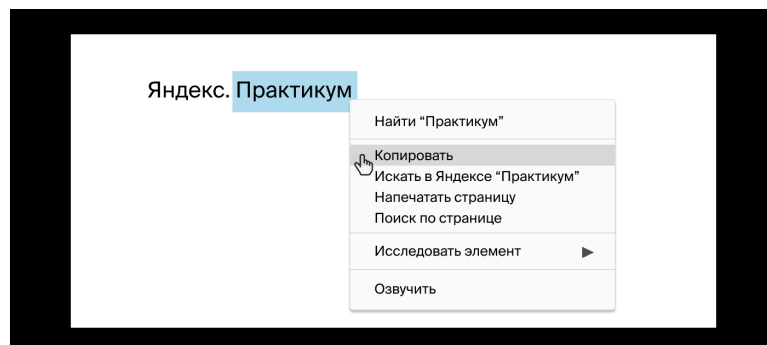 Яндекс. Практикум
Найти “Практикум”
Копировать
Искать в Яндексе “Практикум”
Напечатать страницу
Поиск по странице
Исследовать элемент
Озвучить